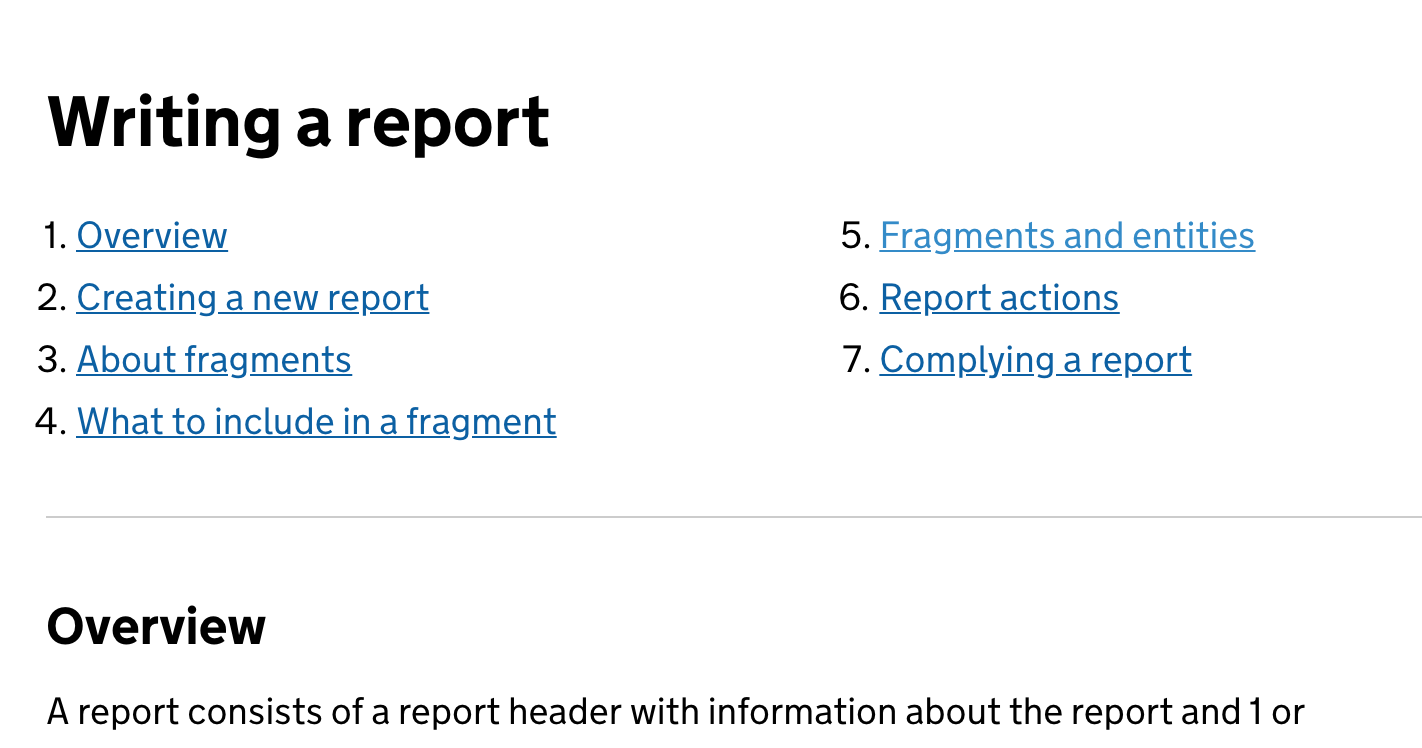 Writing a report
1. Overview
2. Creating a new report
3. About fragments
4. What to include in a fragment
5. Fragments and entities
6. Report actions
7. Complying a report
Overview
A report consists of a report header with information about the report and 1 or